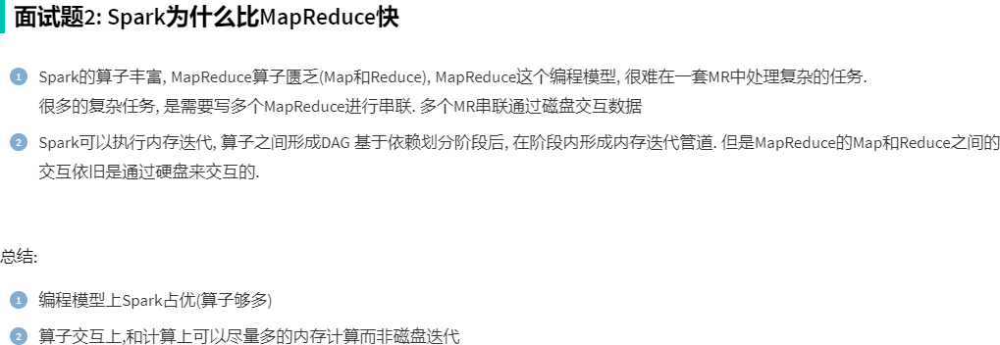 面试题2: Spark为什么比MapReduce快
1 Spark的算子丰富, MapReduce算子匮乏(Map和Reduce), MapReduce这个编程模型, 很难在一套MR中处理复杂的任务.
很多的复杂任务, 是需要写多个MapReduce进行串联. 多个MR串联通过磁盘交互数据
2 Spark可以执行内存迭代, 算子之间形成DAG 基于依赖划分阶段后, 在阶段内形成内存迭代管道. 但是MapReduce的Map和Reduce之间的
交互依旧是通过硬盘来交互的.
总结:
1 编程模型上Spark占优(算子够多)
2 算子交互上,和计算上可以尽量多的内存计算而非磁盘迭代